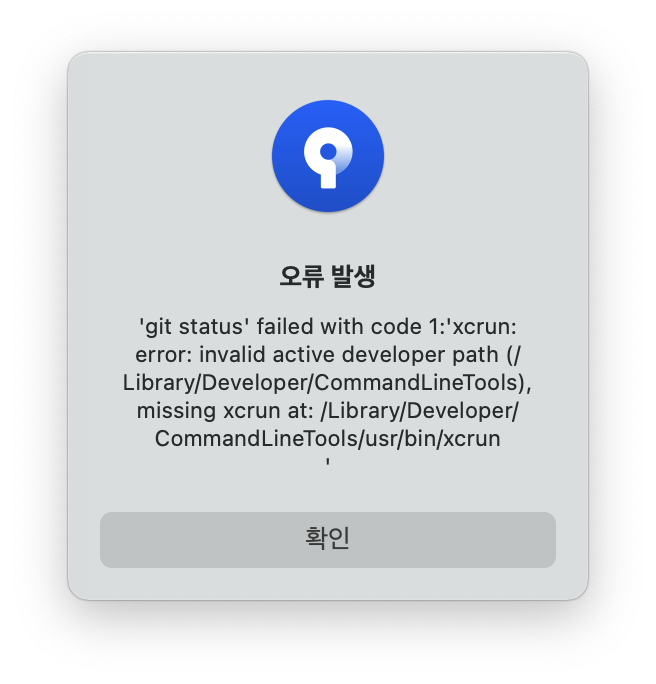 오류 발생
'git status' failed with code 1:'xcrun:
error: invalid active developer path (/
Library/Developer/CommandLineTools),
missing xcrun at: /Library/Developer/
CommandLineTools/usr/bin/xcrun
'
확인